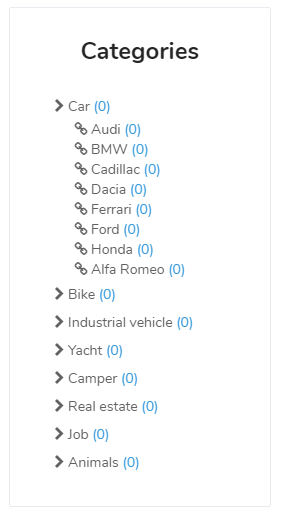 Categories
Car (0)
Audi (0)
BMW (0)
Cadillac (0)
Dacia (0)
Ferrari (0)
Ford (0)
Honda (0)
Alfa Romeo (0)
Bike (0)
Industrial vehicle (0)
Yacht (0)
Camper (0)
Real estate (0)
Job (0)
Animals (0)